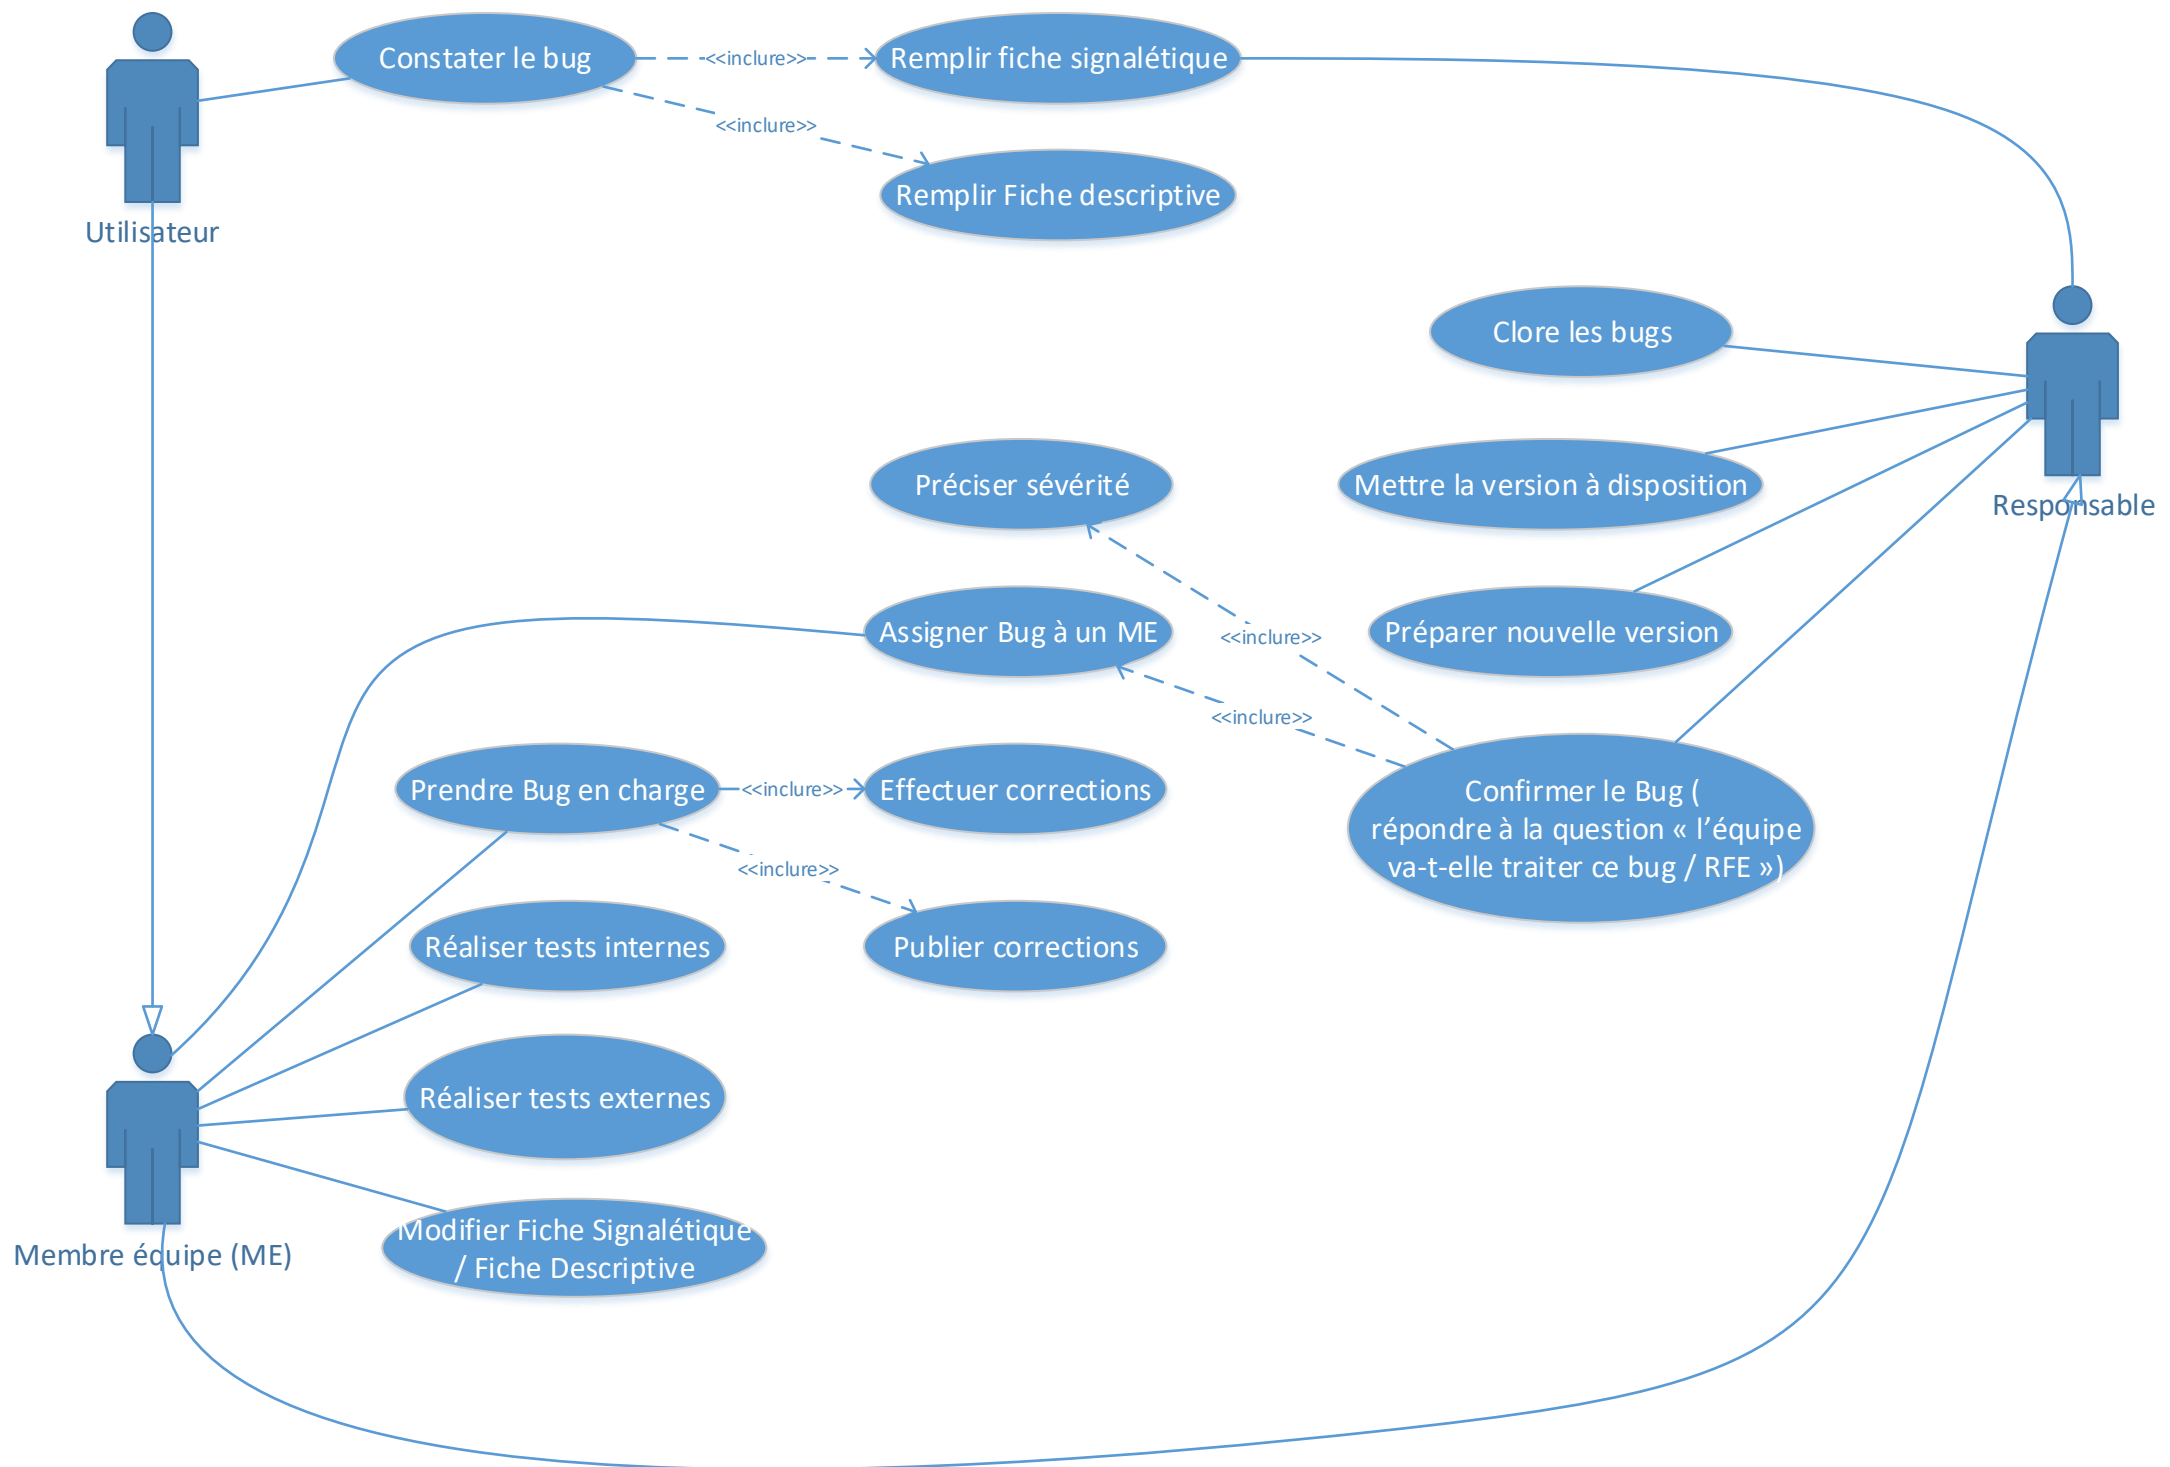 Constater le bug
<<inclure>>
Remplir fiche signalétique
<<inclure>>
Remplir Fiche descriptive
Utilisateur
Clore les bugs
Préciser sévérité
Mettre la version à disposition
Responsable
Assigner Bug à un ME
<<inclure>>
Préparer nouvelle version
<<inclure>>
Prendre Bug en charge
<<inclure>>
Effectuer corrections
Confirmer le Bug (
répondre à la question « l’équipe
va-t-elle traiter ce bug / RFE »)
<<inclure>>
Réaliser tests internes
Publier corrections
Réaliser tests externes
Modifier Fiche Signalétique
/ Fiche Descriptive
Membre équipe (ME)